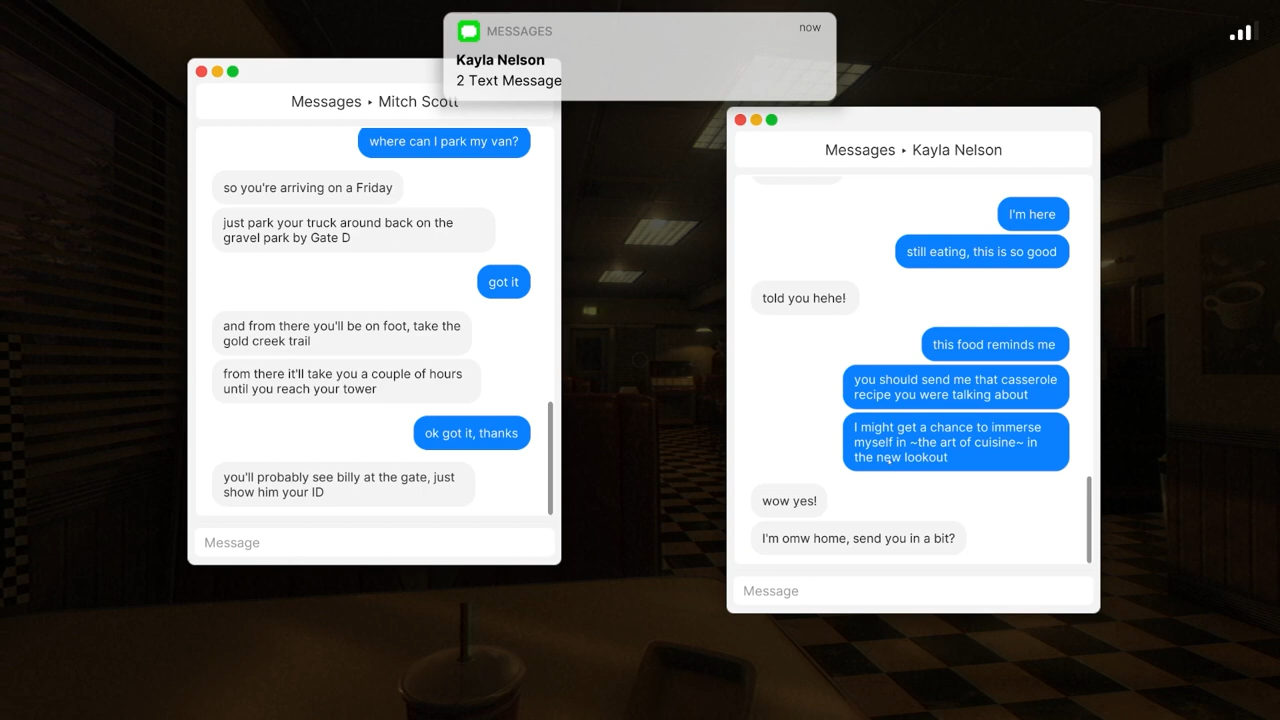 MESSAGES
now
Kayla Nelson
2 Text Message
Messages ‣ Mitch Scott
where can I park my van?
so you're arriving on a Friday
just park your truck around back on the
gravel park by Gate D
got it
and from there you'll be on foot, take the
gold creek trail
from there it'll take you a couple of hours
until you reach your tower
ok got it, thanks
you'll probably see billy at the gate, just
show him your ID
Message
Messages ‣ Kayla Nelson
I'm here
still eating, this is so good
told you hehe!
this food reminds me
you should send me that casserole
recipe you were talking about
I might get a chance to immerse
myself in ~the art of cuisine~ in
the new lookout
wow yes!
I'm omw home, send you in a bit?
Message